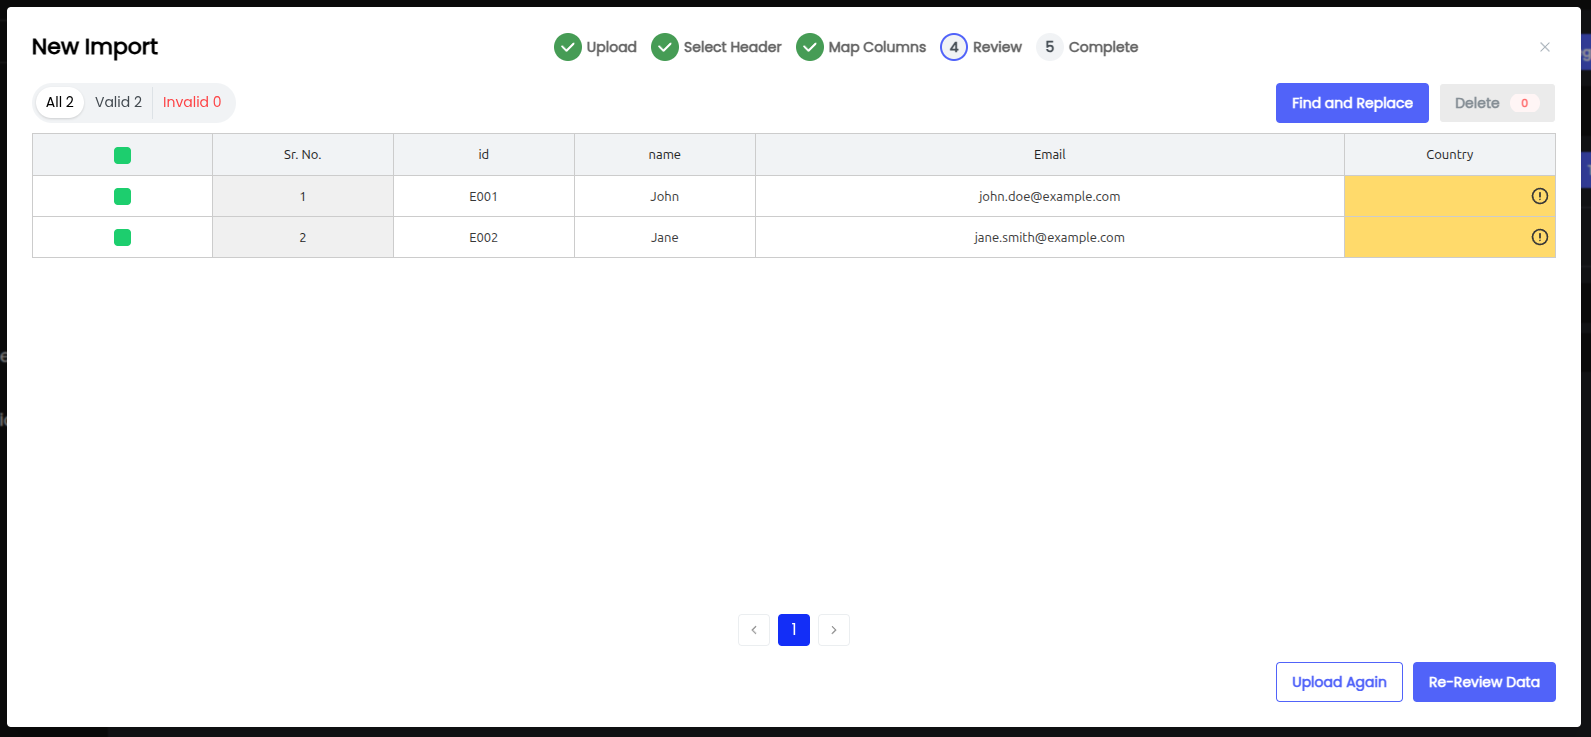 New Import
Upload Select Header Map Columns 4 Review 5 Complete
All 2 Valid 2 Invalid 0
Find and Replace Delete 0
Sr. No. id name Email Country
1 E001 John john.doe@example.com
2 E002 Jane jane.smith@example.com
1
Upload Again Re-Review Data